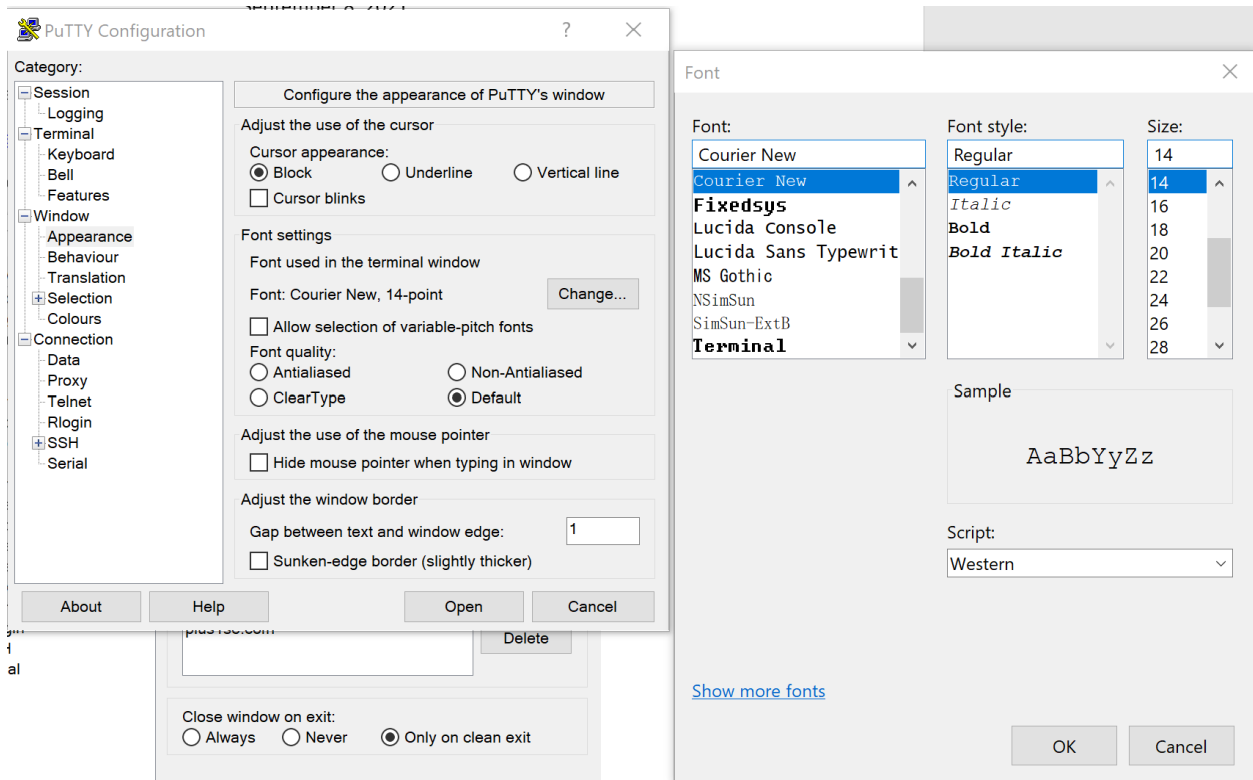 September 8, 2021
PuTTY Configuration
?
Category:
Session
Logging
Terminal
Keyboard
Bell
Features
Window
Appearance
Behaviour
Translation
Selection
Colours
Connection
Data
Proxy
Telnet
Rlogin
SSH
Serial
Configure the appearance of PuTTY's window
Adjust the use of the cursor
Cursor appearance:
Block Underline Vertical line
Cursor blinks
Font settings
Font used in the terminal window
Font: Courier New, 14-point Change...
Allow selection of variable-pitch fonts
Font quality:
Antialiased Non-Antialiased
ClearType Default
Adjust the use of the mouse pointer
Hide mouse pointer when typing in window
Adjust the window border
Gap between text and window edge: 1
Sunken-edge border (slightly thicker)
About Help Open Cancel
al
Delete
Close window on exit:
Always Never Only on clean exit
Font
Font:
Courier New
Courier New
Fixedsys
Lucida Console
Lucida Sans Typewrit
MS Gothic
NSimSun
SimSun-ExtB
Terminal
Font style:
Regular
Regular
Italic
Bold
Bold Italic
Size:
14
14
16
18
20
22
24
26
28
Sample
AaBbYyZz
Script:
Western
Show more fonts
OK Cancel